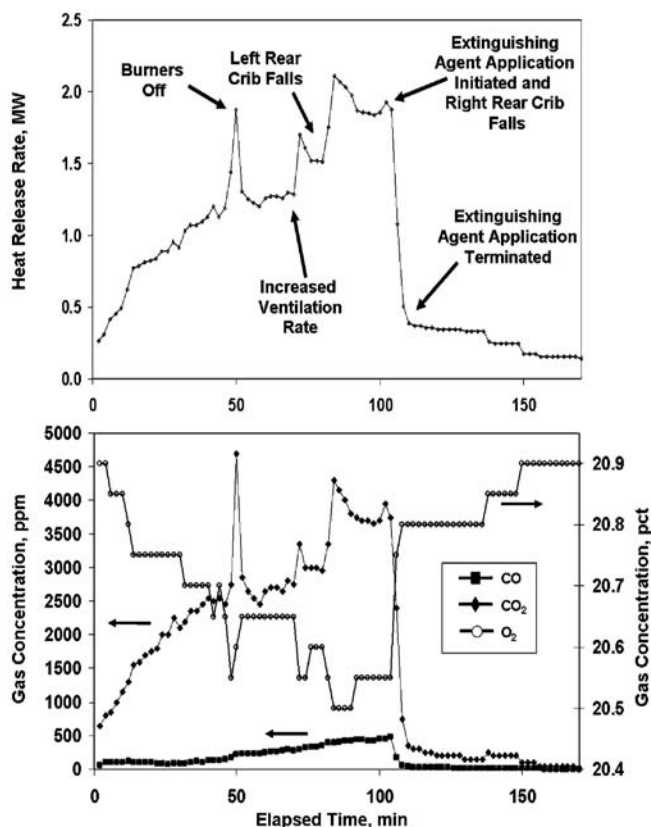 Heat Release Rate, MW
2.5
2.0
1.5
1.0
0.5
0.0
Burners
Off
Left Rear
Crib Falls
Extinguishing
Agent Application
Initiated and
Right Rear Crib
Falls
Increased
Ventilation
Rate
Extinguishing
Agent Application
Terminated
0
50
100
150
Gas Concentration, ppm
5000
4500
4000
3500
3000
2500
2000
1500
1000
500
0
CO
CO₂
O₂
20.9
20.8
20.7
20.6
20.5
20.4
Gas Concentration, pct
0
50
100
150
Elapsed Time, min